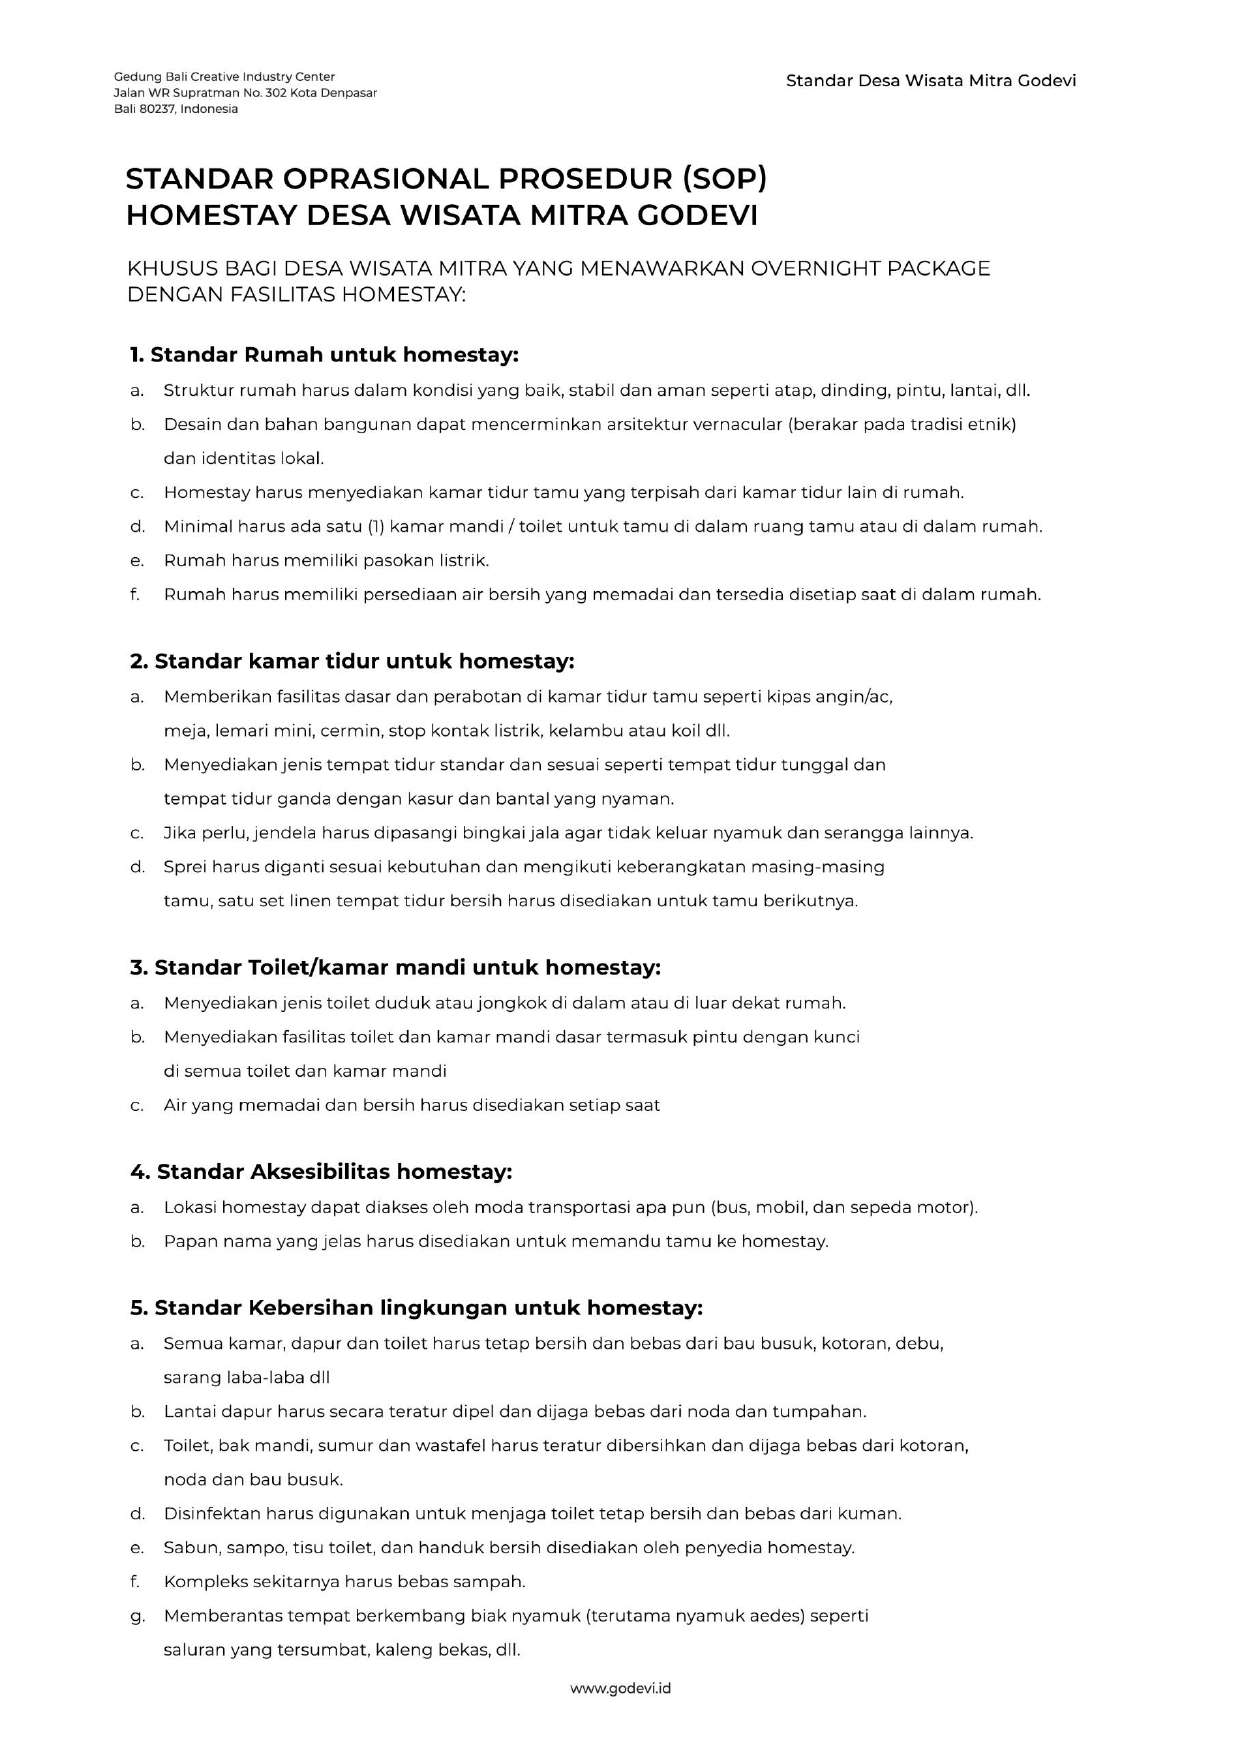 Gedung Bali Creative Industry Center
Jalan WR Supratman No. 302 Kota Denpasar
Bali 80237, Indonesia
Standar Desa Wisata Mitra Godevi
STANDAR OPRASIONAL PROSEDUR (SOP)
HOMESTAY DESA WISATA MITRA GODEVI
KHUSUS BAGI DESA WISATA MITRA YANG MENAWARKAN OVERNIGHT PACKAGE
DENGAN FASILITAS HOMESTAY:
1. Standar Rumah untuk homestay:
a. Struktur rumah harus dalam kondisi yang baik, stabil dan aman seperti atap, dinding, pintu, lantai, dll.
b. Desain dan bahan bangunan dapat mencerminkan arsitektur vernacular (berakar pada tradisi etnik)
dan identitas lokal.
c. Homestay harus menyediakan kamar tidur tamu yang terpisah dari kamar tidur lain di rumah.
d. Minimal harus ada satu (1) kamar mandi / toilet untuk tamu di dalam ruang tamu atau di dalam rumah.
e. Rumah harus memiliki pasokan listrik.
f. Rumah harus memiliki persediaan air bersih yang memadai dan tersedia disetiap saat di dalam rumah.
2. Standar kamar tidur untuk homestay:
a. Memberikan fasilitas dasar dan perabotan di kamar tidur tamu seperti kipas angin/ac,
meja, lemari mini, cermin, stop kontak listrik, kelambu atau koil dll.
b. Menyediakan jenis tempat tidur standar dan sesuai seperti tempat tidur tunggal dan
tempat tidur ganda dengan kasur dan bantal yang nyaman.
c. Jika perlu, jendela harus dipasangi bingkai jala agar tidak keluar nyamuk dan serangga lainnya.
d. Sprei harus diganti sesuai kebutuhan dan mengikuti keberangkatan masing-masing
tamu, satu set linen tempat tidur bersih harus disediakan untuk tamu berikutnya.
3. Standar Toilet/kamar mandi untuk homestay:
a. Menyediakan jenis toilet duduk atau jongkok di dalam atau di luar dekat rumah.
b. Menyediakan fasilitas toilet dan kamar mandi dasar termasuk pintu dengan kunci
di semua toilet dan kamar mandi
c. Air yang memadai dan bersih harus disediakan setiap saat
4. Standar Aksesibilitas homestay:
a. Lokasi homestay dapat diakses oleh moda transportasi apa pun (bus, mobil, dan sepeda motor).
b. Papan nama yang jelas harus disediakan untuk memandu tamu ke homestay.
5. Standar Kebersihan lingkungan untuk homestay:
a. Semua kamar, dapur dan toilet harus tetap bersih dan bebas dari bau busuk, kotoran, debu,
sarang laba-laba dll
b. Lantai dapur harus secara teratur dipel dan dijaga bebas dari noda dan tumpahan.
c. Toilet, bak mandi, sumur dan wastafel harus teratur dibersihkan dan dijaga bebas dari kotoran,
noda dan bau busuk.
d. Disinfektan harus digunakan untuk menjaga toilet tetap bersih dan bebas dari kuman.
e. Sabun, sampo, tisu toilet, dan handuk bersih disediakan oleh penyedia homestay.
f. Kompleks sekitarnya harus bebas sampah.
g. Memberantas tempat berkembang biak nyamuk (terutama nyamuk aedes) seperti
saluran yang tersumbat, kaleng bekas, dll.
www.godevi.id